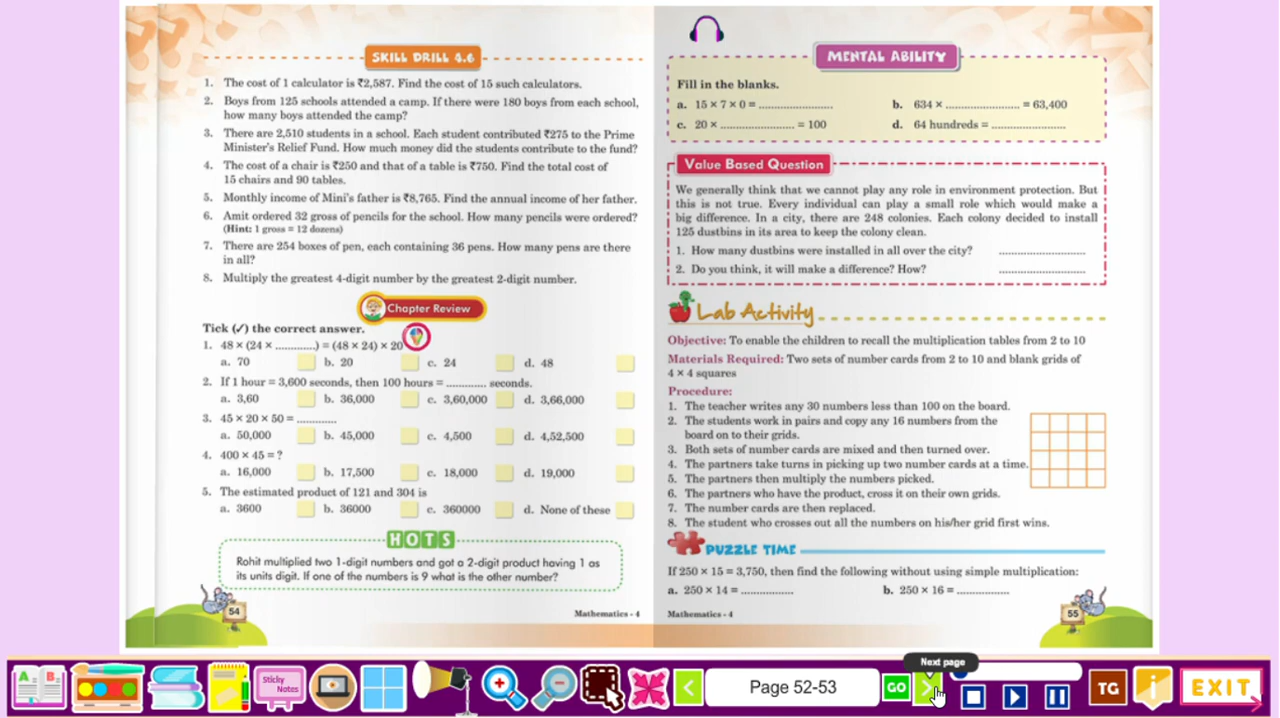 SKILL DRILL 4.6
1. The cost of 1 calculator is ₹2,587. Find the cost of 15 such calculators.
2. Boys from 125 schools attended a camp. If there were 180 boys from each school,
how many boys attended the camp?
3. There are 2,510 students in a school. Each student contributed ₹275 to the Prime
Minister's Relief Fund. How much money did the students contribute to the fund?
4. The cost of a chair is ₹250 and that of a table is ₹750. Find the total cost of
15 chairs and 90 tables.
5. Monthly income of Mini's father is ₹8,765. Find the annual income of her father.
6. Amit ordered 32 gross of pencils for the school. How many pencils were ordered?
(Hint: 1 gross = 12 dozens)
7. There are 254 boxes of pen, each containing 36 pens. How many pens are there
in all?
8. Multiply the greatest 4-digit number by the greatest 2-digit number.
Chapter Review
Tick (✓) the correct answer.
1. 48 × (24 × .............) = (48 × 24) × 20
a. 70 b. 20 c. 24 d. 48
2. If 1 hour = 3,600 seconds, then 100 hours = ............ seconds.
a. 3,60 b. 36,000 c. 3,60,000 d. 3,66,000
3. 45 × 20 × 50 = ............
a. 50,000 b. 45,000 c. 4,500 d. 4,52,500
4. 400 × 45 = ?
a. 16,000 b. 17,500 c. 18,000 d. 19,000
5. The estimated product of 121 and 304 is
a. 3600 b. 36000 c. 360000 d. None of these
HOTS
Rohit multiplied two 1-digit numbers and got a 2-digit product having 1 as
its units digit. If one of the numbers is 9 what is the other number?
54
Mathematics - 4
MENTAL ABILITY
Fill in the blanks.
a. 15 × 7 × 0 = ...................... b. 634 × ...................... = 63,400
c. 20 × ...................... = 100 d. 64 hundreds = ......................
Value Based Question
We generally think that we cannot play any role in environment protection. But
this is not true. Every individual can play a small role which would make a
big difference. In a city, there are 248 colonies. Each colony decided to install
125 dustbins in its area to keep the colony clean.
1. How many dustbins were installed in all over the city? ..........................
2. Do you think, it will make a difference? How? ..........................
Lab Activity
Objective: To enable the children to recall the multiplication tables from 2 to 10
Materials Required: Two sets of number cards from 2 to 10 and blank grids of
4 × 4 squares
Procedure:
1. The teacher writes any 30 numbers less than 100 on the board.
2. The students work in pairs and copy any 16 numbers from the
board on to their grids.
3. Both sets of number cards are mixed and then turned over.
4. The partners take turns in picking up two number cards at a time.
5. The partners then multiply the numbers picked.
6. The partners who have the product, cross it on their own grids.
7. The number cards are then replaced.
8. The student who crosses out all the numbers on his/her grid first wins.
PUZZLE TIME
If 250 × 15 = 3,750, then find the following without using simple multiplication:
a. 250 × 14 = ................ b. 250 × 16 = ................
Mathematics - 4
55
Next page
A B
Sticky Notes
Page 52-53
GO
TG
EXIT